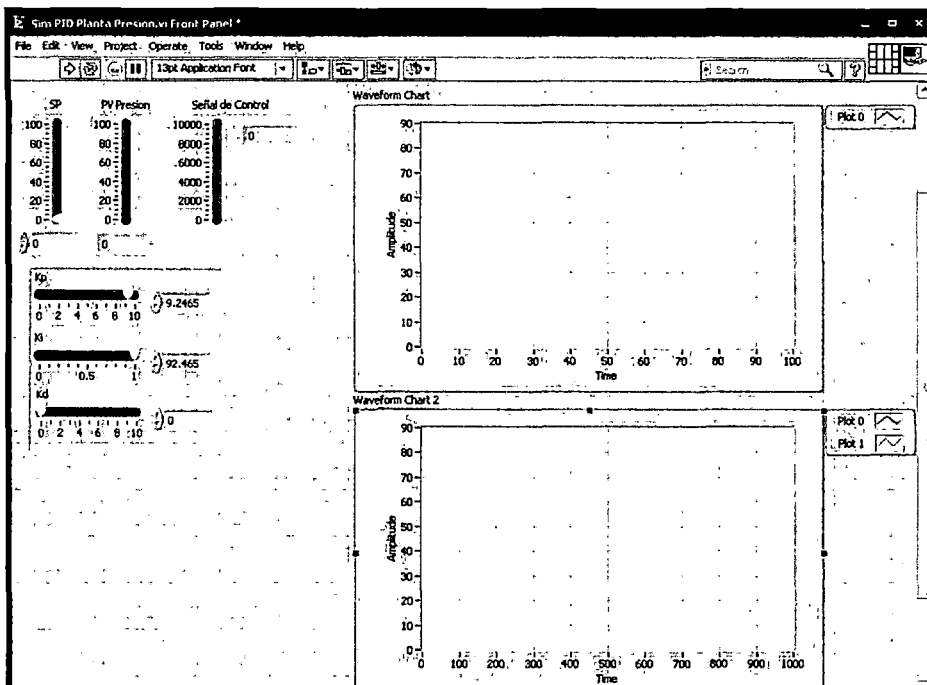 Sim PID Planta Presion.vi Front Panel *
File Edit View Project Operate Tools Window Help
13pt Application Font
Search
SP
100
80
60
40
20
0
0
PV Presion
100
80
60
40
20
0
0
Señal de Control
10000
8000
6000
4000
2000
0
0
Kp
0 2 4 6 8 10
9.2465
Ki
0 0.5 1
92.465
Kd
0 2 4 6 8 10
0
Waveform Chart
Plot 0
Amplitude
90
80
70
60
50
40
30
20
10
0
0 10 20 30 40 50 60 70 80 90 100
Time
Waveform Chart 2
Plot 0
Plot 1
Amplitude
90
80
70
60
50
40
30
20
10
0
0 100 200 300 400 500 600 700 800 900 1000
Time